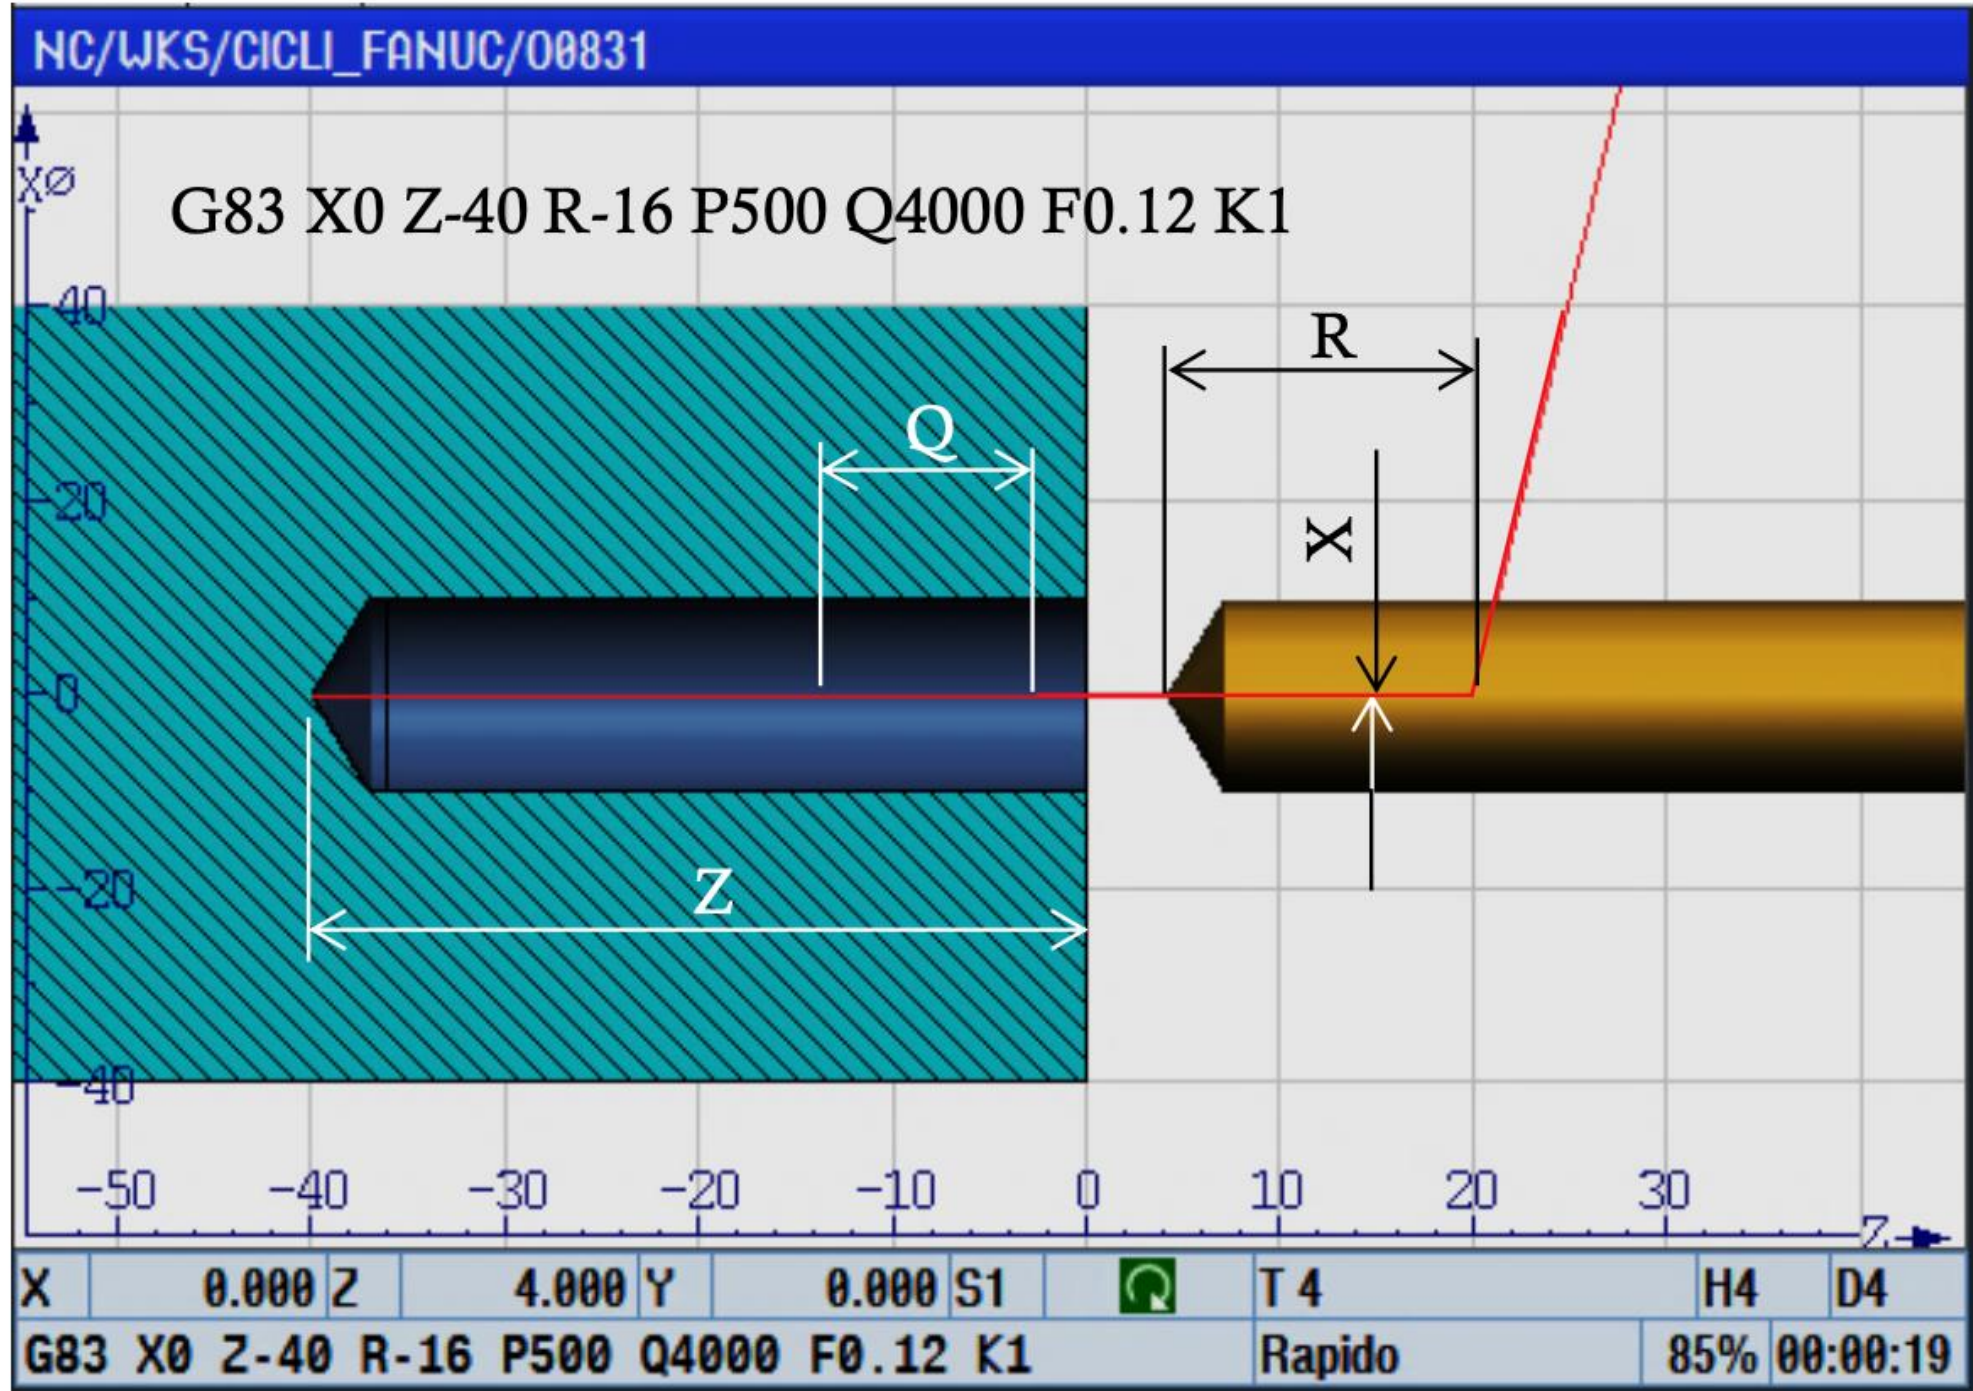 NC/WKS/CICLI_FANUC/O0831
XØ
G83 X0 Z-40 R-16 P500 Q4000 F0.12 K1
40
R
Q
20
X
0
Z
-20
-40
-50 -40 -30 -20 -10 0 10 20 30
Z
X 0.000 Z 4.000 Y 0.000 S1 T 4 H4 D4
G83 X0 Z-40 R-16 P500 Q4000 F0.12 K1 Rapido 85% 00:00:19